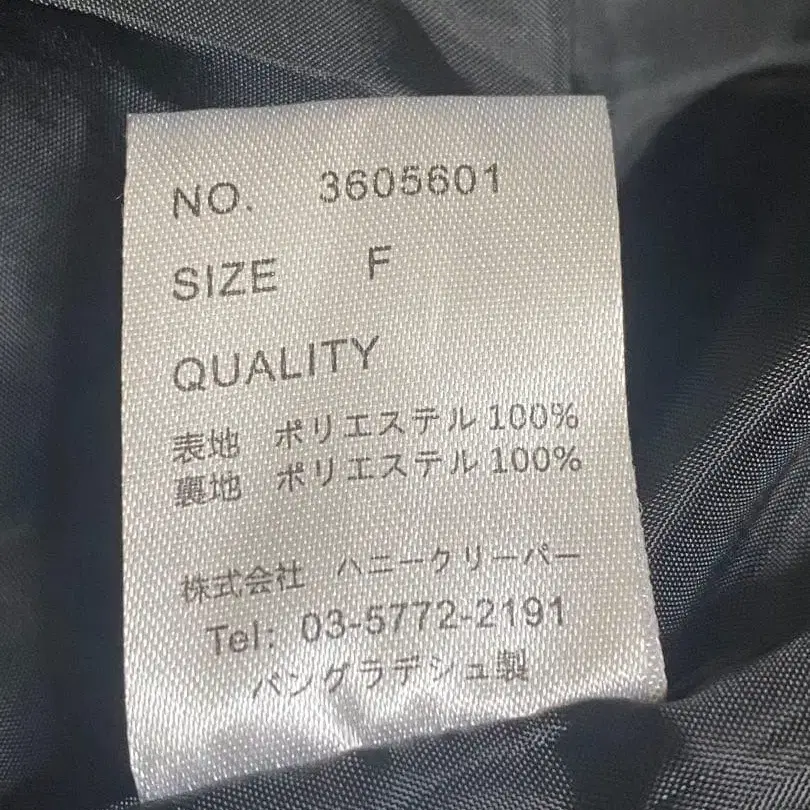 NO. 3605601
SIZE F
QUALITY
表地 ポリエステル 100%
裏地 ポリエステル 100%
株式会社 ハニークリーパー
Tel: 03-5772-2191
バングラデシュ製